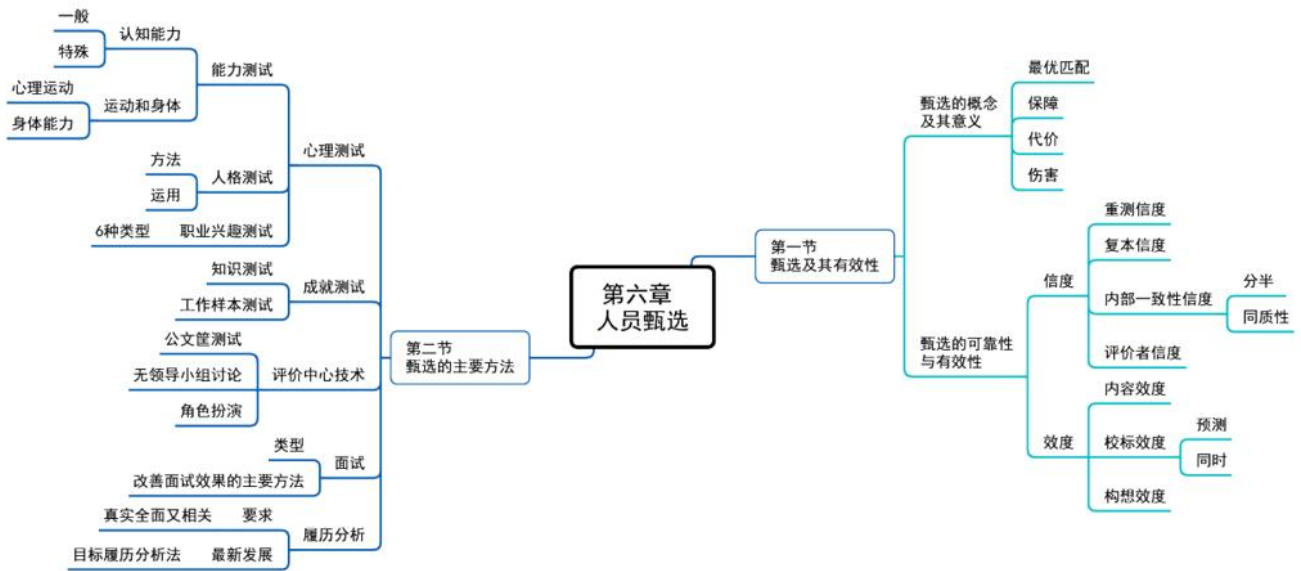 第六章
人员甄选
第一节
甄选及其有效性
甄选的概念
及其意义
最优匹配
保障
代价
伤害
甄选的可靠性
与有效性
信度
重测信度
复本信度
内部一致性信度
分半
同质性
评价者信度
效度
内容效度
校标效度
预测
同时
构想效度
第二节
甄选的主要方法
心理测试
能力测试
认知能力
一般
特殊
运动和身体
心理运动
身体能力
人格测试
方法
运用
职业兴趣测试
6种类型
成就测试
知识测试
工作样本测试
评价中心技术
公文筐测试
无领导小组讨论
角色扮演
面试
类型
改善面试效果的主要方法
履历分析
要求
真实全面又相关
最新发展
目标履历分析法